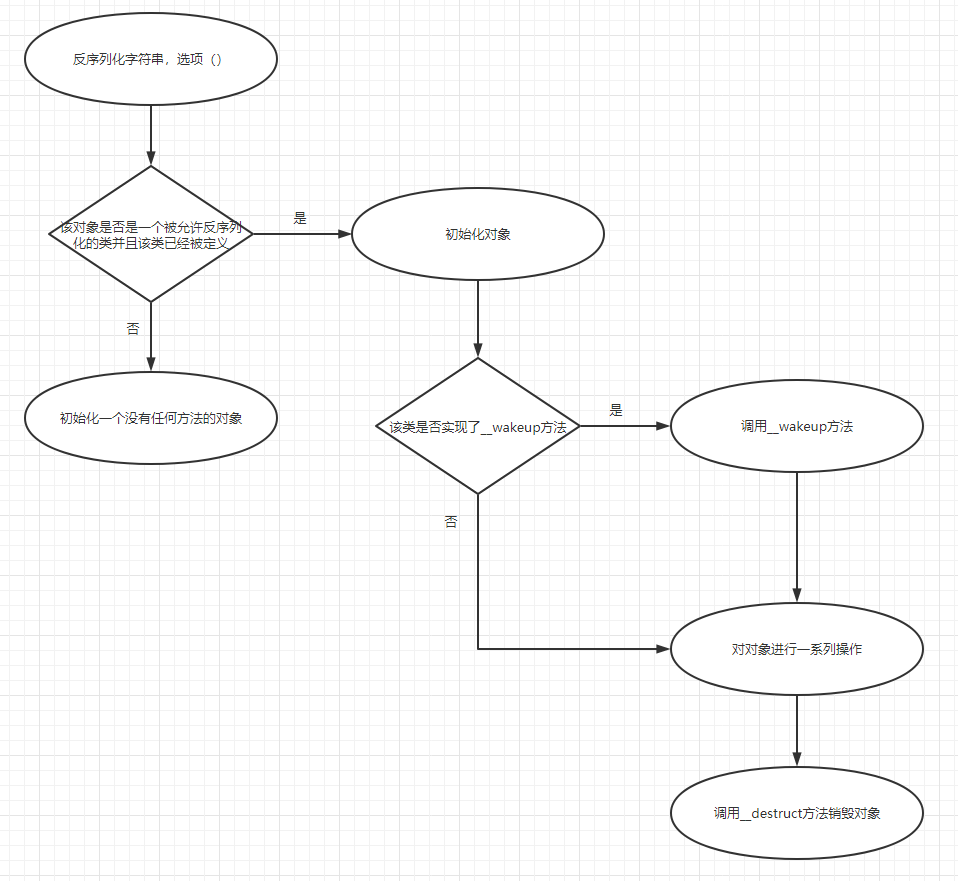 反序列化字符串，选项（）
该对象是否是一个被允许反序列
化的类并且该类已经被定义
是
初始化对象
否
初始化一个没有任何方法的对象
该类是否实现了__wakeup方法
是
调用__wakeup方法
否
对对象进行一系列操作
调用__destruct方法销毁对象